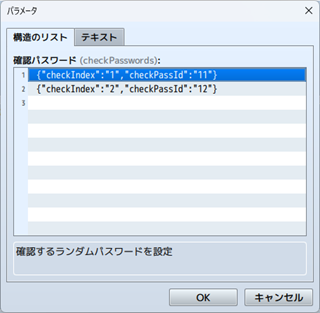 パラメータ
構造のリスト
テキスト
確認パスワード (checkPasswords):
1 {"checkIndex":"1","checkPassId":"11"}
2 {"checkIndex":"2","checkPassId":"12"}
3
確認するランダムパスワードを設定
OK
キャンセル